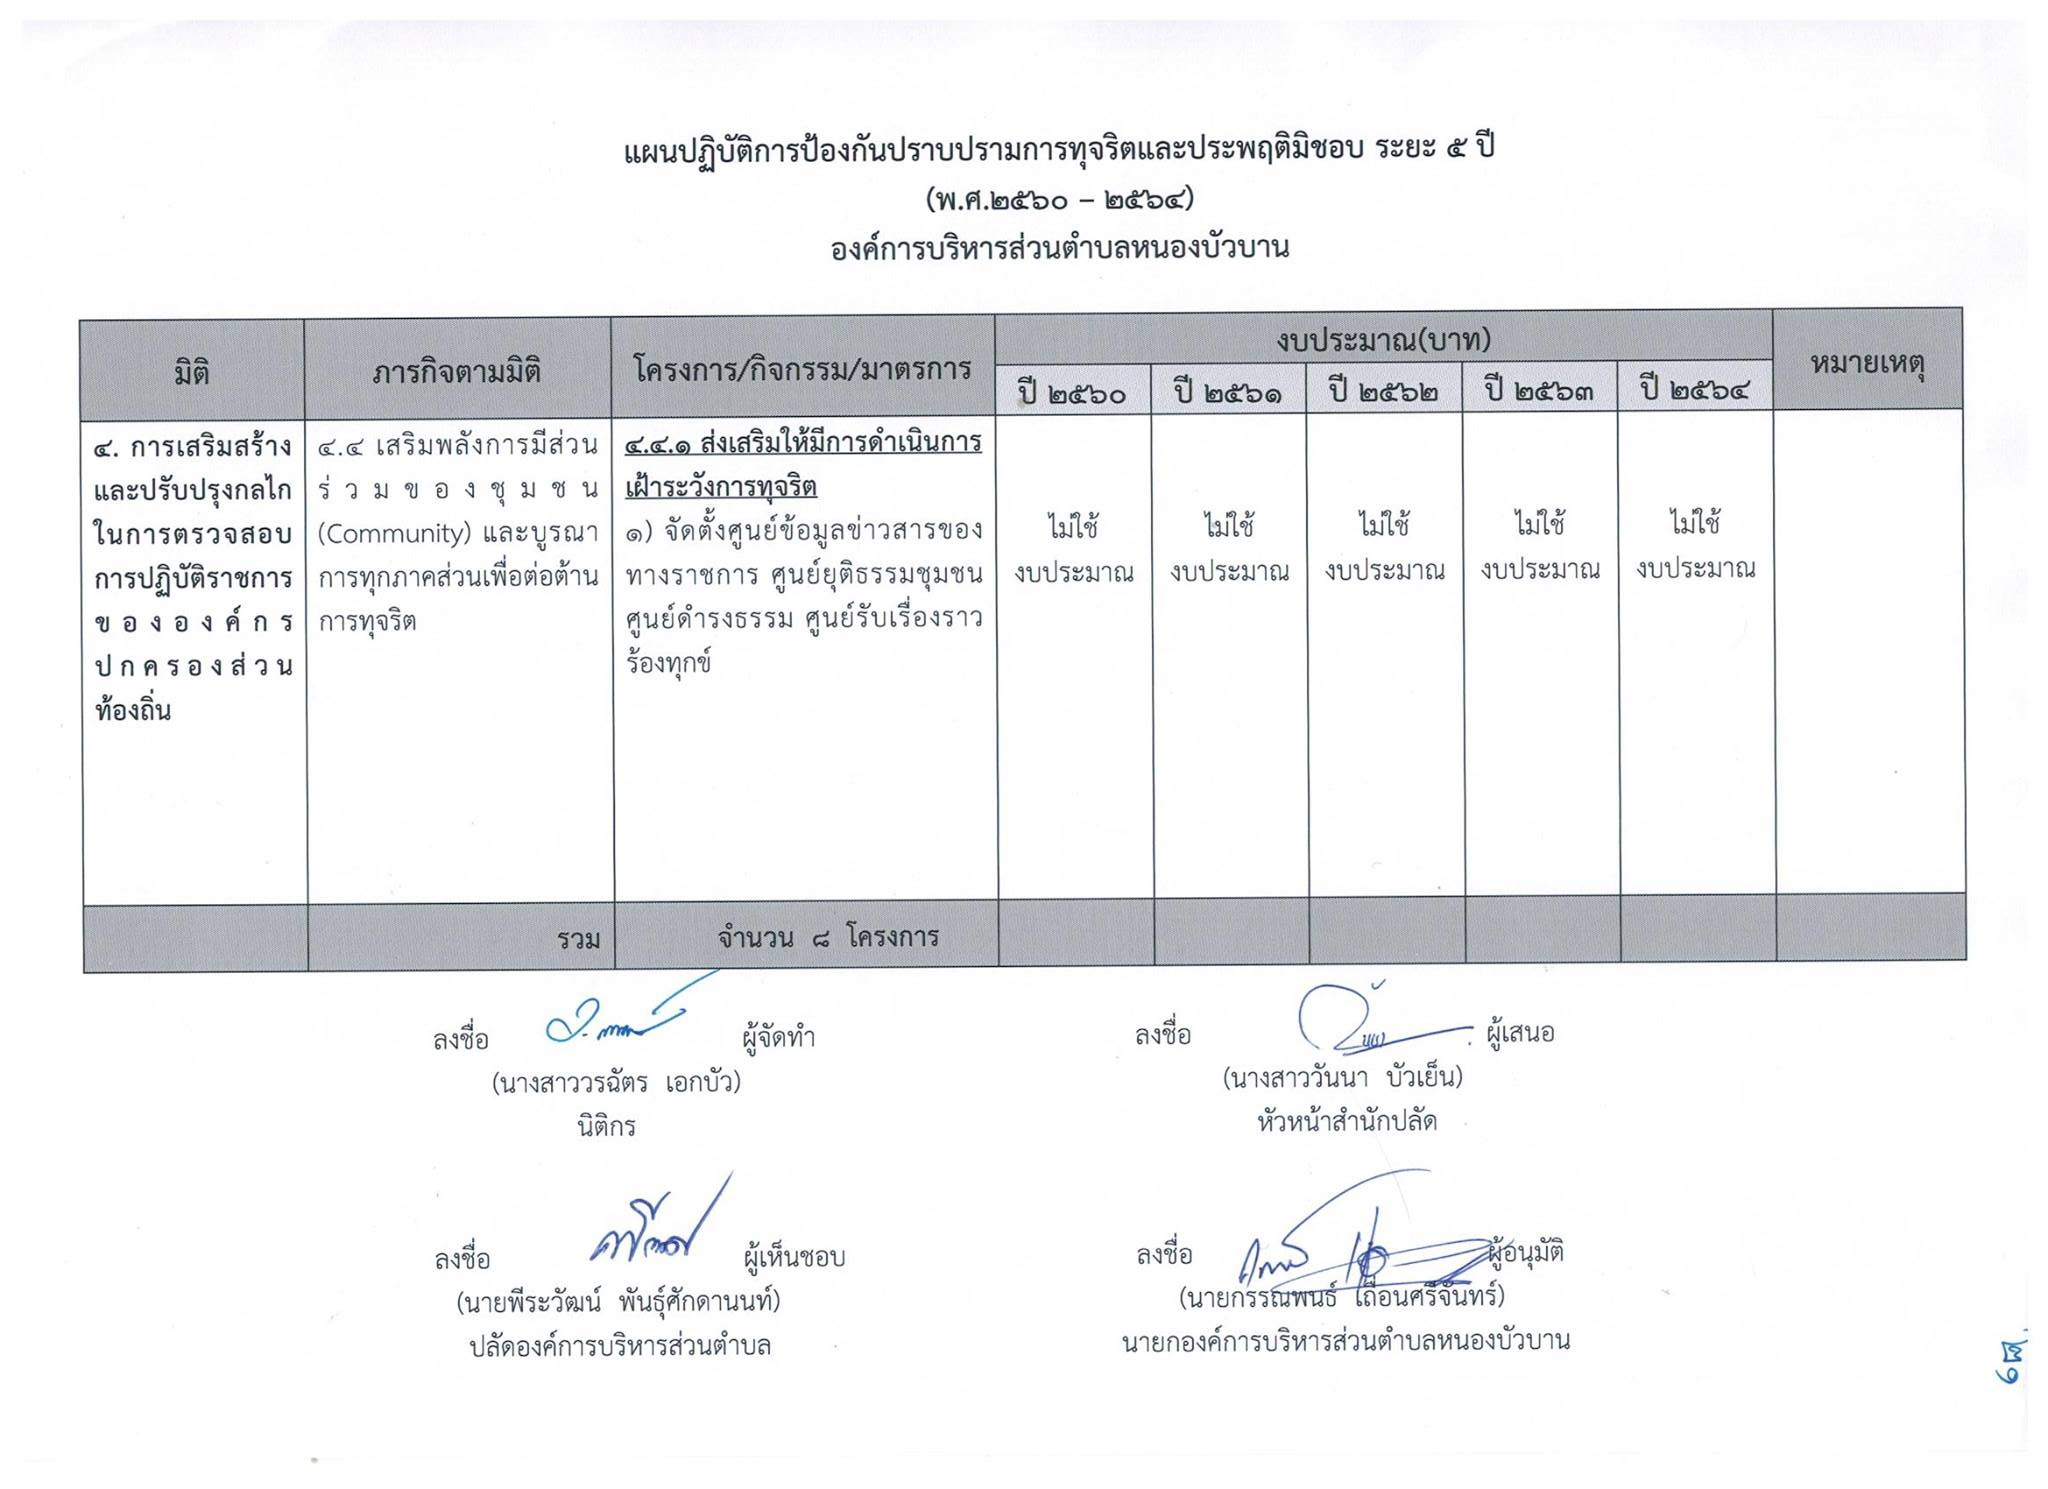 แผนปฏิบัติการป้องกันปราบปรามการทุจริตและประพฤติมิชอบ ระยะ ๕ ปี
(พ.ศ.๒๕๖๐ – ๒๕๖๔)
องค์การบริหารส่วนตำบลหนองบัวบาน
มิติ
ภารกิจตามมิติ
โครงการ/กิจกรรม/มาตรการ
งบประมาณ(บาท)
หมายเหตุ
ปี ๒๕๖๐
ปี ๒๕๖๑
ปี ๒๕๖๒
ปี ๒๕๖๓
ปี ๒๕๖๔
๔. การเสริมสร้าง
และปรับปรุงกลไก
ในการตรวจสอบ
การปฏิบัติราชการ
ขององค์กร
ปกครองส่วน
ท้องถิ่น
๔.๔ เสริมพลังการมีส่วน
ร่วมของชุมชน
(Community) และบูรณา
การทุกภาคส่วนเพื่อต่อต้าน
การทุจริต
๔.๔.๑ ส่งเสริมให้มีการดำเนินการ
เฝ้าระวังการทุจริต
๑) จัดตั้งศูนย์ข้อมูลข่าวสารของ
ทางราชการ ศูนย์ยุติธรรมชุมชน
ศูนย์ดำรงธรรม ศูนย์รับเรื่องราว
ร้องทุกข์
ไม่ใช้
งบประมาณ
ไม่ใช้
งบประมาณ
ไม่ใช้
งบประมาณ
ไม่ใช้
งบประมาณ
ไม่ใช้
งบประมาณ
รวม
จำนวน ๘ โครงการ
ลงชื่อ ผู้จัดทำ
(นางสาววรฉัตร เอกบัว)
นิติกร
ลงชื่อ ผู้เสนอ
(นางสาววันนา บัวเย็น)
หัวหน้าสำนักปลัด
ลงชื่อ ผู้เห็นชอบ
(นายพีระวัฒน์ พันธุ์ศักดานนท์)
ปลัดองค์การบริหารส่วนตำบล
ลงชื่อ ผู้อนุมัติ
(นายกรรณพนธ์ เถื่อนศรีจันทร์)
นายกองค์การบริหารส่วนตำบลหนองบัวบาน